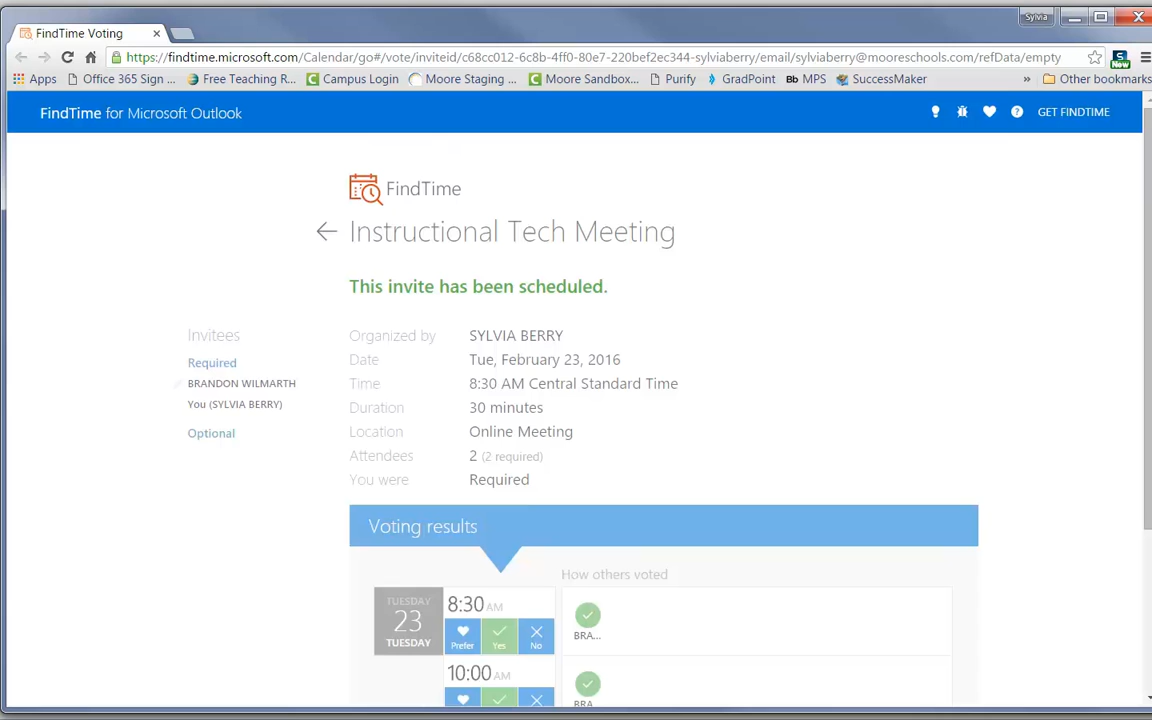 Sylvia
FindTime Voting
https://findtime.microsoft.com/Calendar/go#/vote/inviteid/c68cc012-6c8b-4ff0-80e7-220bef2ec344-sylviaberry/email/sylviaberry@mooreschools.com/refData/empty
New
Apps Office 365 Sign ... Free Teaching R... Campus Login Moore Staging ... Moore Sandbox... Purify GradPoint Bb MPS SuccessMaker » Other bookmarks
FindTime for Microsoft Outlook
? GET FINDTIME
FindTime
Instructional Tech Meeting
This invite has been scheduled.
Invitees
Required
BRANDON WILMARTH
You (SYLVIA BERRY)
Optional
Organized by SYLVIA BERRY
Date Tue, February 23, 2016
Time 8:30 AM Central Standard Time
Duration 30 minutes
Location Online Meeting
Attendees 2 (2 required)
You were Required
Voting results
How others voted
TUESDAY
23
TUESDAY
8:30 AM
Prefer Yes No
BRA...
10:00 AM
BRA...